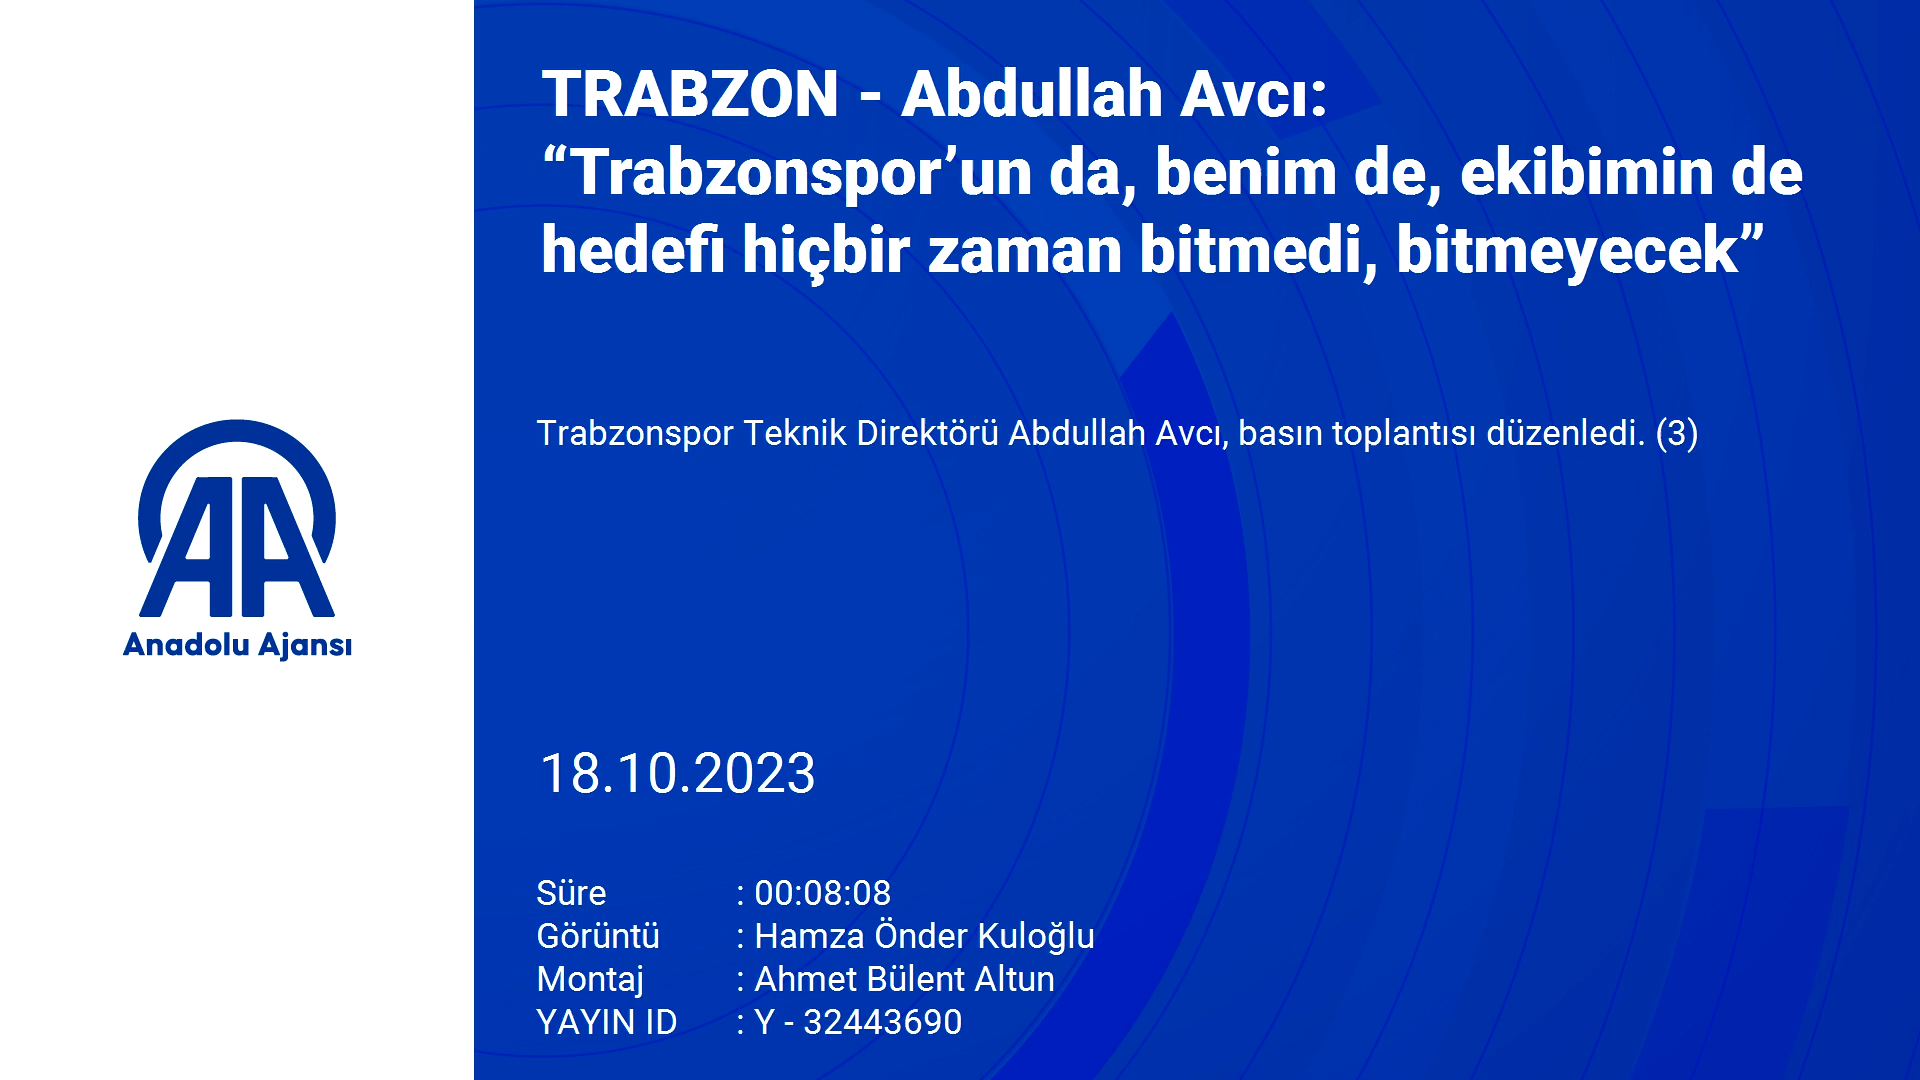 TRABZON - Abdullah Avcı:
“Trabzonspor’un da, benim de, ekibimin de
hedefi hiçbir zaman bitmedi, bitmeyecek”
Trabzonspor Teknik Direktörü Abdullah Avcı, basın toplantısı düzenledi. (3)
AA
Anadolu Ajansı
18.10.2023
Süre : 00:08:08
Görüntü : Hamza Önder Kuloğlu
Montaj : Ahmet Bülent Altun
YAYIN ID : Y - 32443690